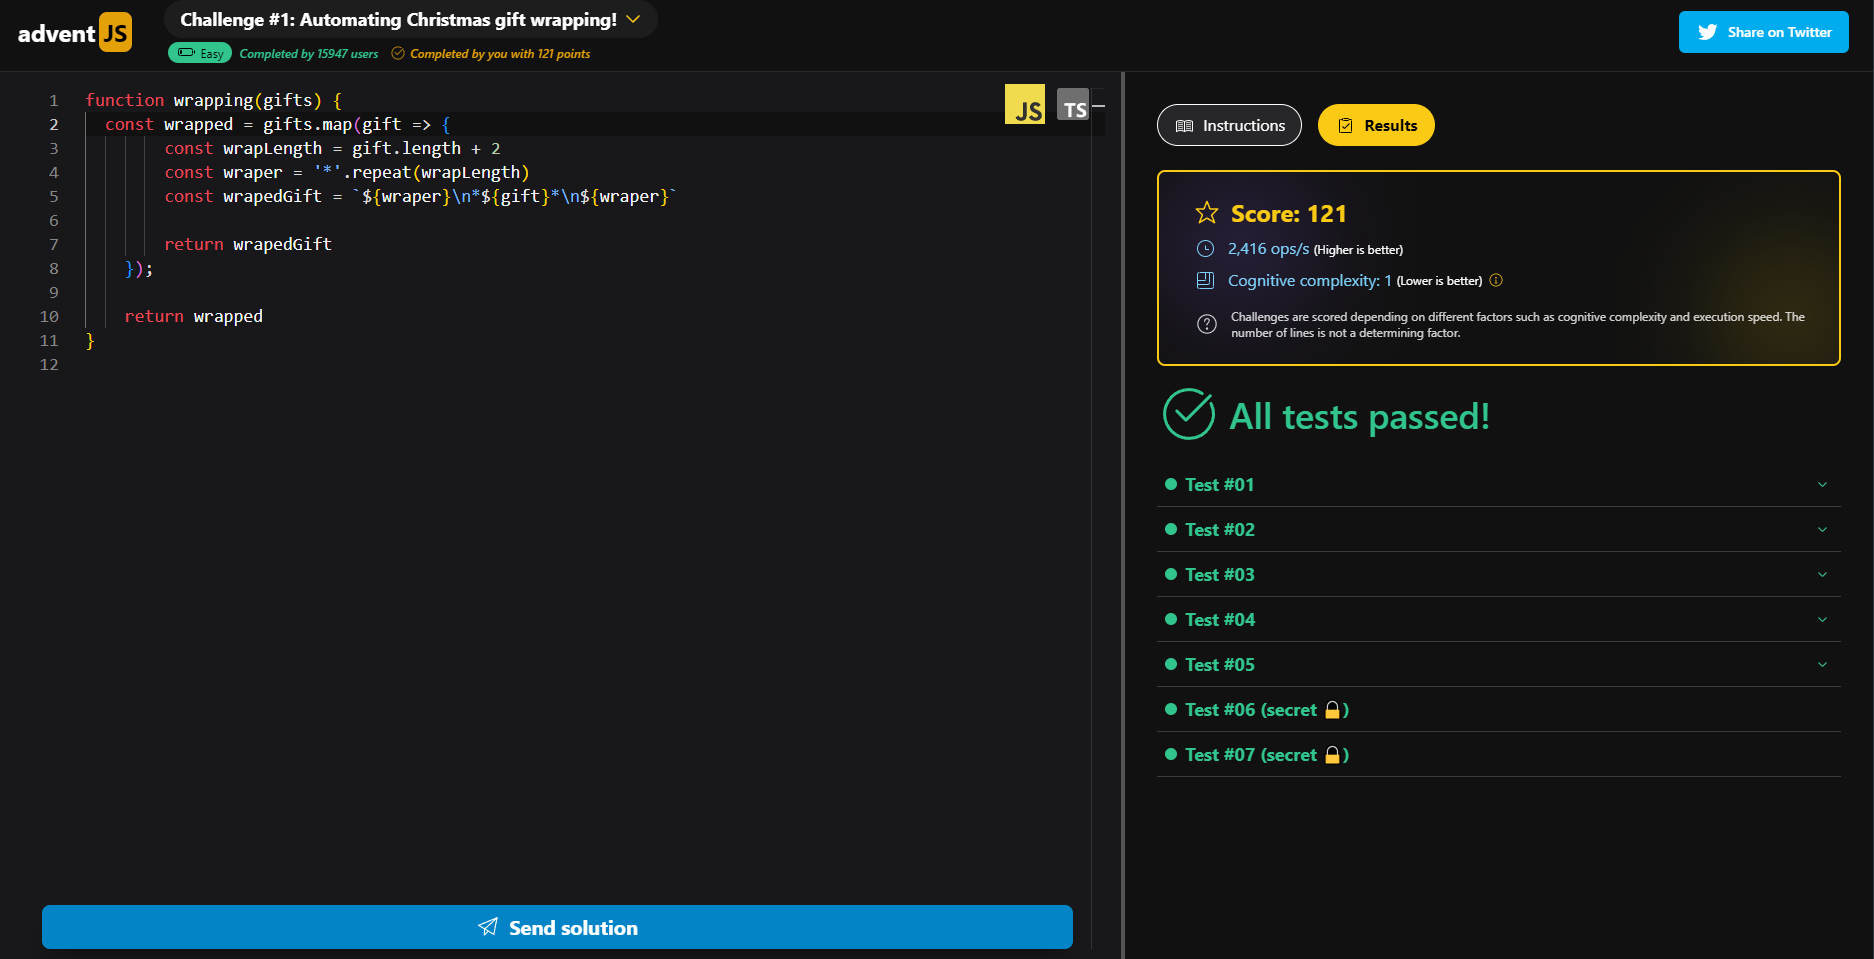 advent JS
Challenge #1: Automating Christmas gift wrapping!
Easy Completed by 15947 users Completed by you with 121 points
Share on Twitter
1 function wrapping(gifts) {
2 const wrapped = gifts.map(gift => {
3 const wrapLength = gift.length + 2
4 const wraper = '*'.repeat(wrapLength)
5 const wrapedGift = `${wraper}\n*${gift}*\n${wraper}`
6
7 return wrapedGift
8 });
9
10 return wrapped
11 }
12
JS TS
Send solution
Instructions Results
Score: 121
2,416 ops/s (Higher is better)
Cognitive complexity: 1 (Lower is better)
Challenges are scored depending on different factors such as cognitive complexity and execution speed. The
number of lines is not a determining factor.
All tests passed!
Test #01
Test #02
Test #03
Test #04
Test #05
Test #06 (secret 🔒)
Test #07 (secret 🔒)